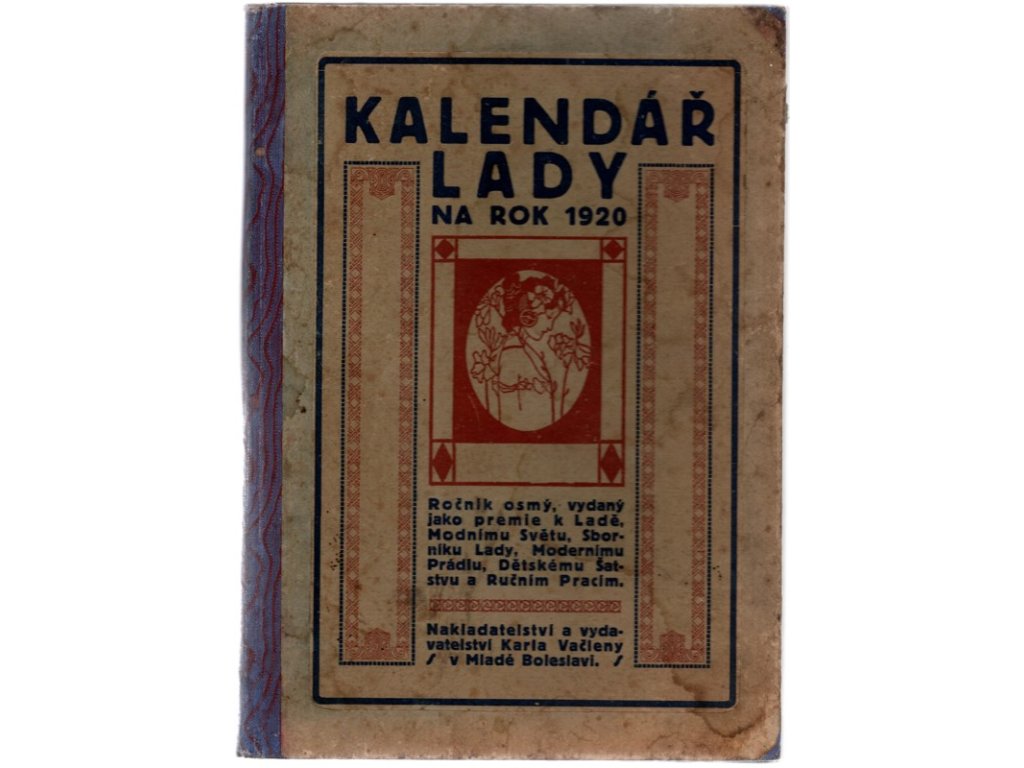 KALENDÁŘ
LADY
NA ROK 1920
Ročník osmý, vydaný
jako premie k Ladě,
Modnímu Světu, Sbor-
níku Lady, Modernímu
Prádlu, Dětskému Šat-
stvu a Ručním Pracím.
Nakladatelství a vyda-
vatelství Karla Vačleny
/ v Mladé Boleslavi. /